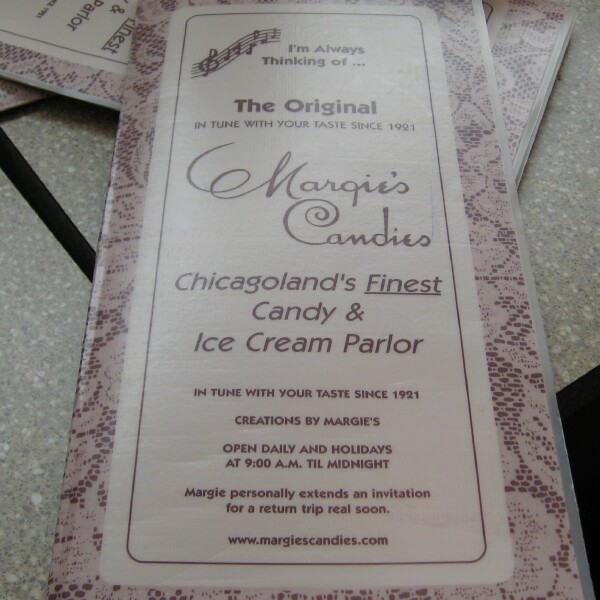 I'm Always
Thinking of ...
The Original
IN TUNE WITH YOUR TASTE SINCE 1921
Margie's
Candies
Chicagoland's Finest
Candy &
Ice Cream Parlor
IN TUNE WITH YOUR TASTE SINCE 1921
CREATIONS BY MARGIE'S
OPEN DAILY AND HOLIDAYS
AT 9:00 A.M. TIL MIDNIGHT
Margie personally extends an invitation
for a return trip real soon.
www.margiescandies.com
Finest
&
Parlor